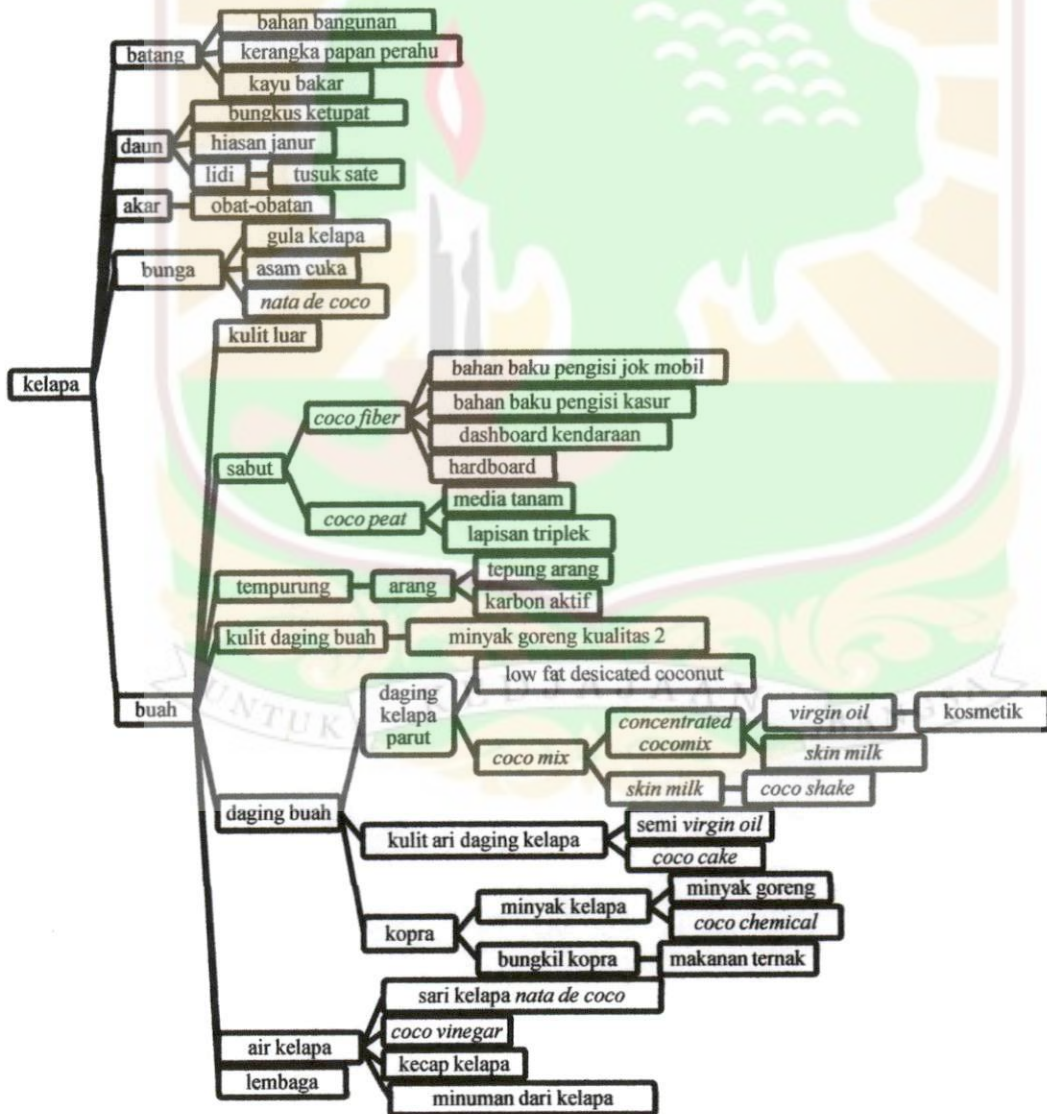 bahan bangunan
batang
kerangka papan perahu
kayu bakar
bungkus ketupat
daun
hiasan janur
lidi
tusuk sate
akar
obat-obatan
gula kelapa
bunga
asam cuka
nata de coco
kulit luar
kelapa
bahan baku pengisi jok mobil
coco fiber
bahan baku pengisi kasur
dashboard kendaraan
hardboard
sabut
coco peat
media tanam
lapisan triplek
tempurung
arang
tepung arang
karbon aktif
kulit daging buah
minyak goreng kualitas 2
buah
daging
kelapa
parut
low fat desicated coconut
coco mix
concentrated
cocomix
virgin oil
kosmetik
skin milk
skin milk
coco shake
daging buah
kulit ari daging kelapa
semi virgin oil
coco cake
kopra
minyak kelapa
minyak goreng
coco chemical
bungkil kopra
makanan ternak
sari kelapa nata de coco
air kelapa
coco vinegar
kecap kelapa
minuman dari kelapa
lembaga
UNTUK KEDJAJAAN BANGSA